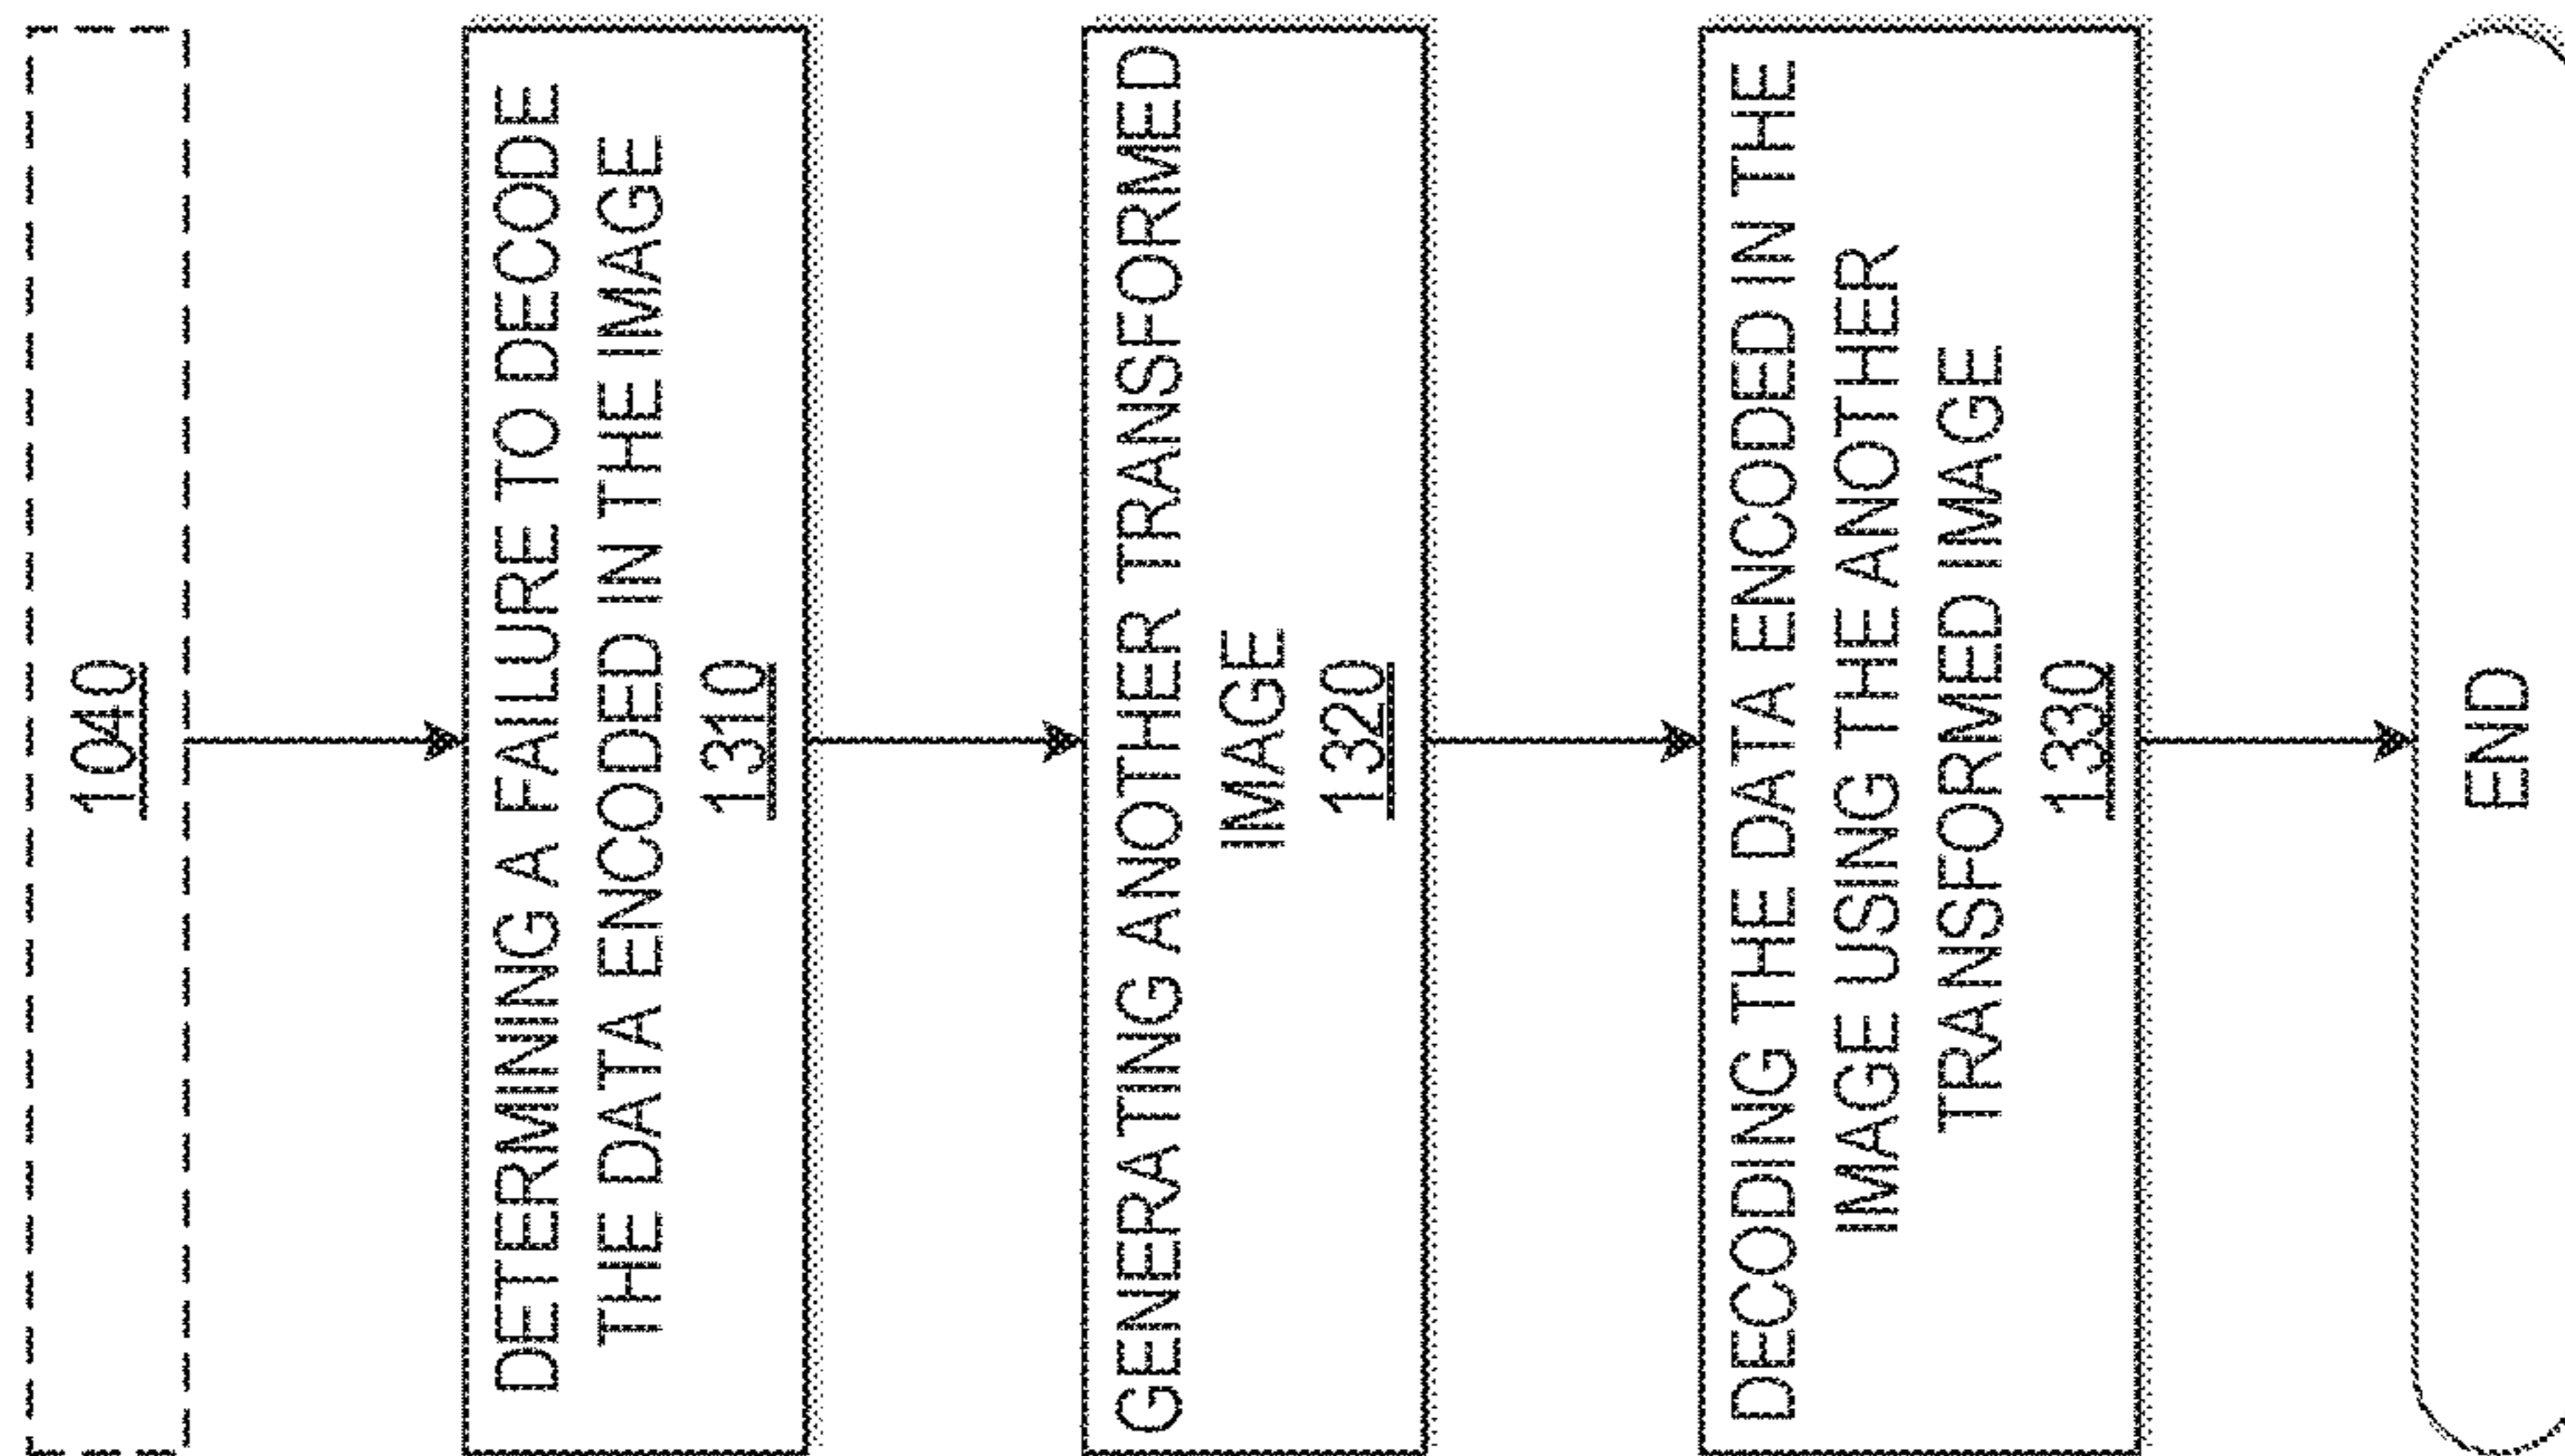 1040
DETERMINING A FAILURE TO DECODE
THE DATA ENCODED IN THE IMAGE
1310
GENERATING ANOTHER TRANSFORMED
IMAGE
1320
DECODING THE DATA ENCODED IN THE
IMAGE USING THE ANOTHER
TRANSFORMED IMAGE
1330
END